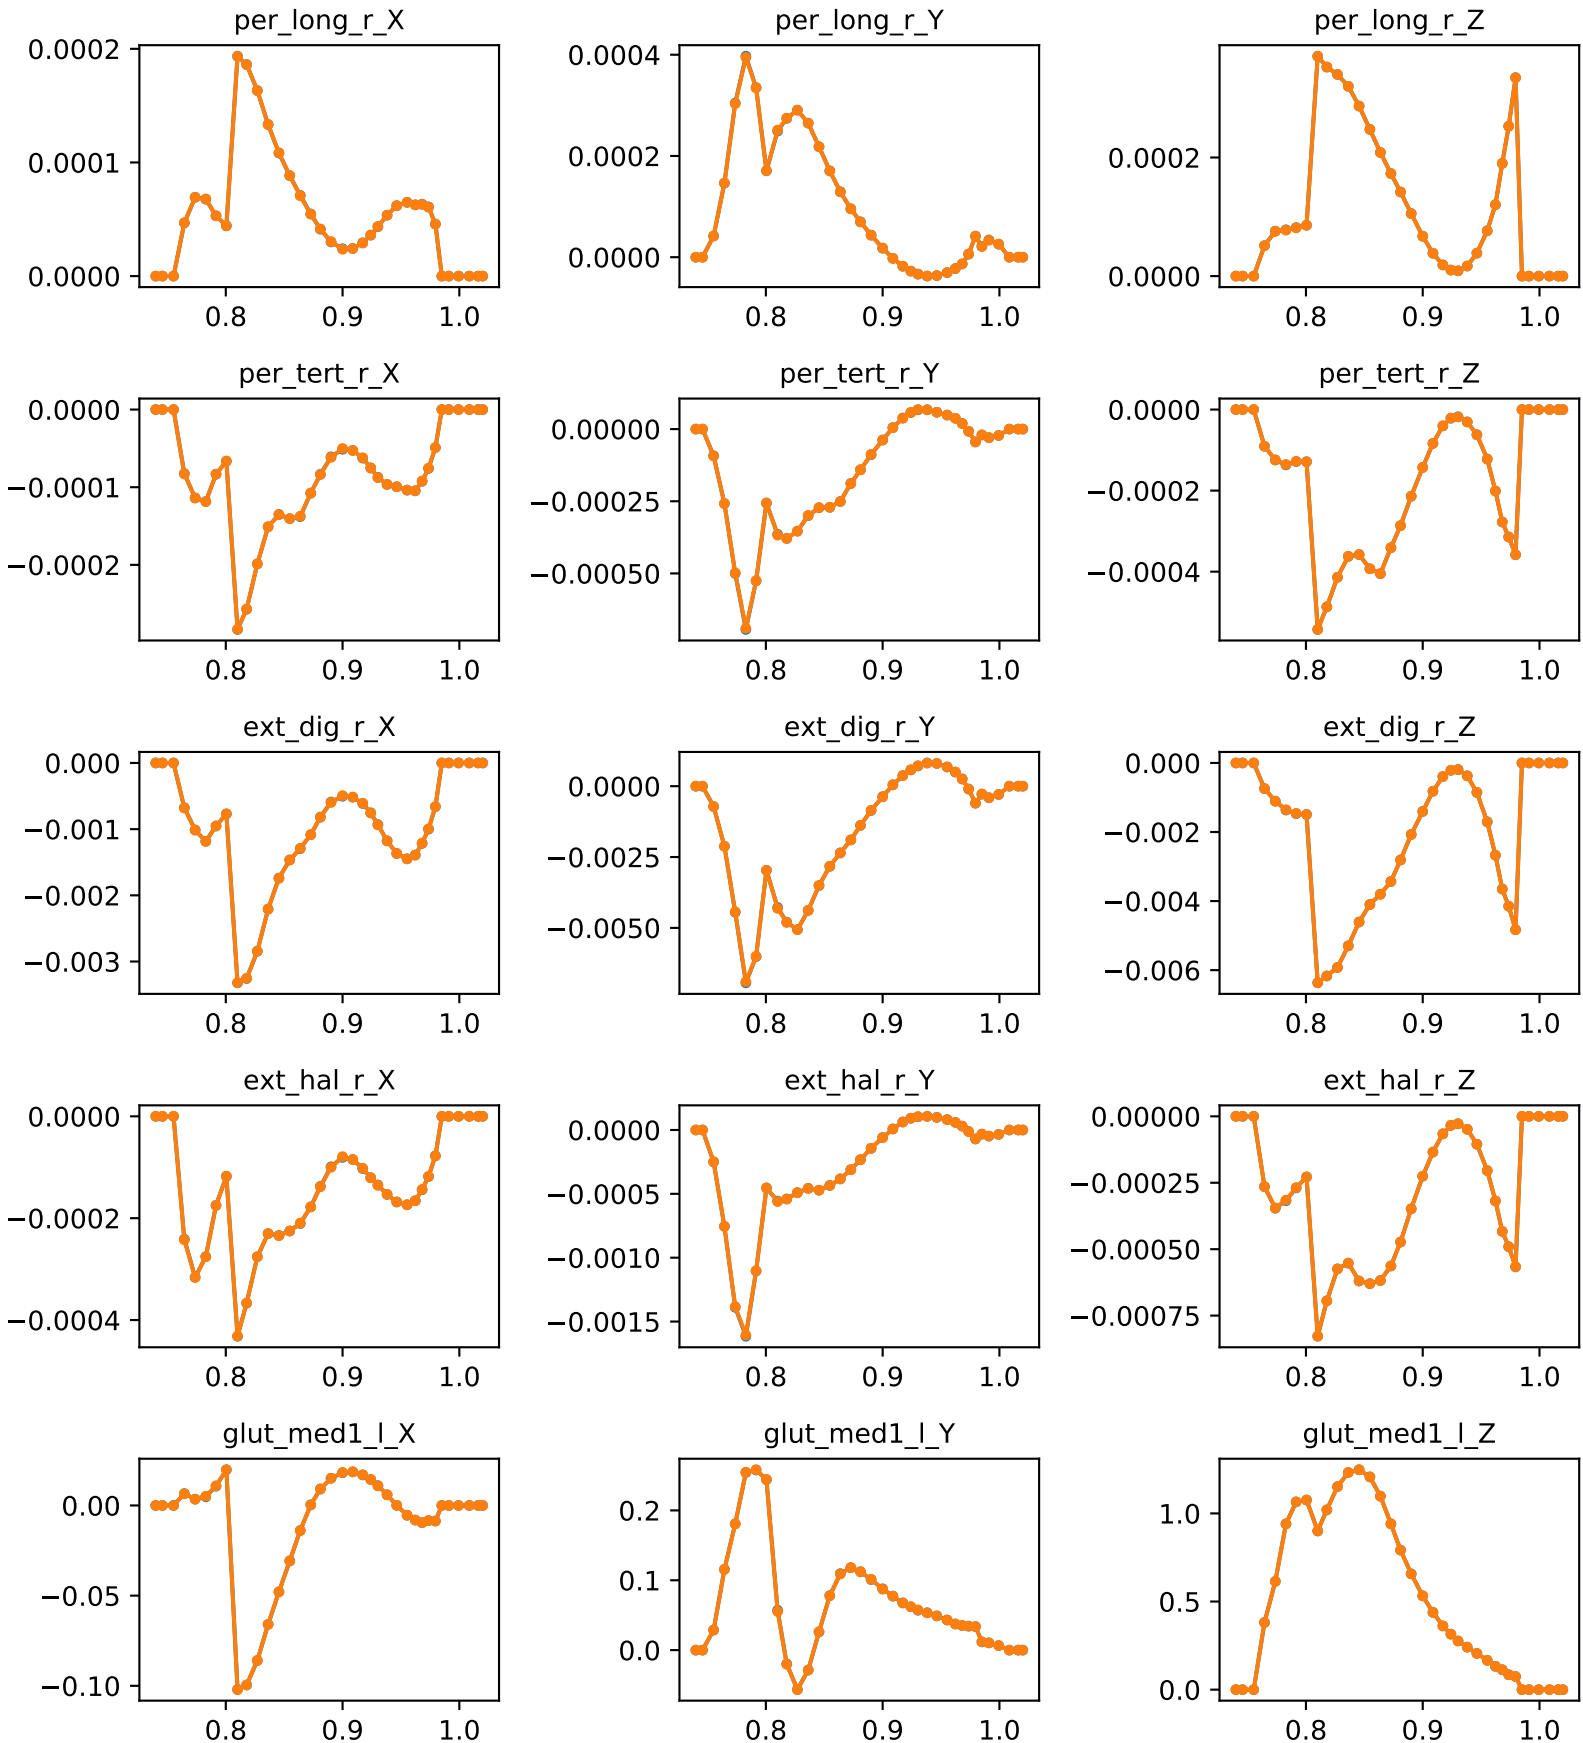 per_long_r_X per_long_r_Y per_long_r_Z
0.0002 0.0004
0.0001 0.0002 0.0002
0.0000 0.0000 0.0000
0.8 0.9 1.0 0.8 0.9 1.0 0.8 0.9 1.0
per_tert_r_X per_tert_r_Y per_tert_r_Z
0.0000 0.00000 0.0000
−0.0001 −0.00025 −0.0002
−0.0002 −0.00050 −0.0004
0.8 0.9 1.0 0.8 0.9 1.0 0.8 0.9 1.0
ext_dig_r_X ext_dig_r_Y ext_dig_r_Z
0.000 0.0000 0.000
−0.001 −0.0025 −0.002
−0.002 −0.0050 −0.004
−0.003 −0.006
0.8 0.9 1.0 0.8 0.9 1.0 0.8 0.9 1.0
ext_hal_r_X ext_hal_r_Y ext_hal_r_Z
0.0000 0.0000 0.00000
−0.0002 −0.0005 −0.00025
−0.0004 −0.0010 −0.00050
−0.0015 −0.00075
0.8 0.9 1.0 0.8 0.9 1.0 0.8 0.9 1.0
glut_med1_l_X glut_med1_l_Y glut_med1_l_Z
0.00 0.2 1.0
−0.05 0.1 0.5
−0.10 0.0 0.0
0.8 0.9 1.0 0.8 0.9 1.0 0.8 0.9 1.0